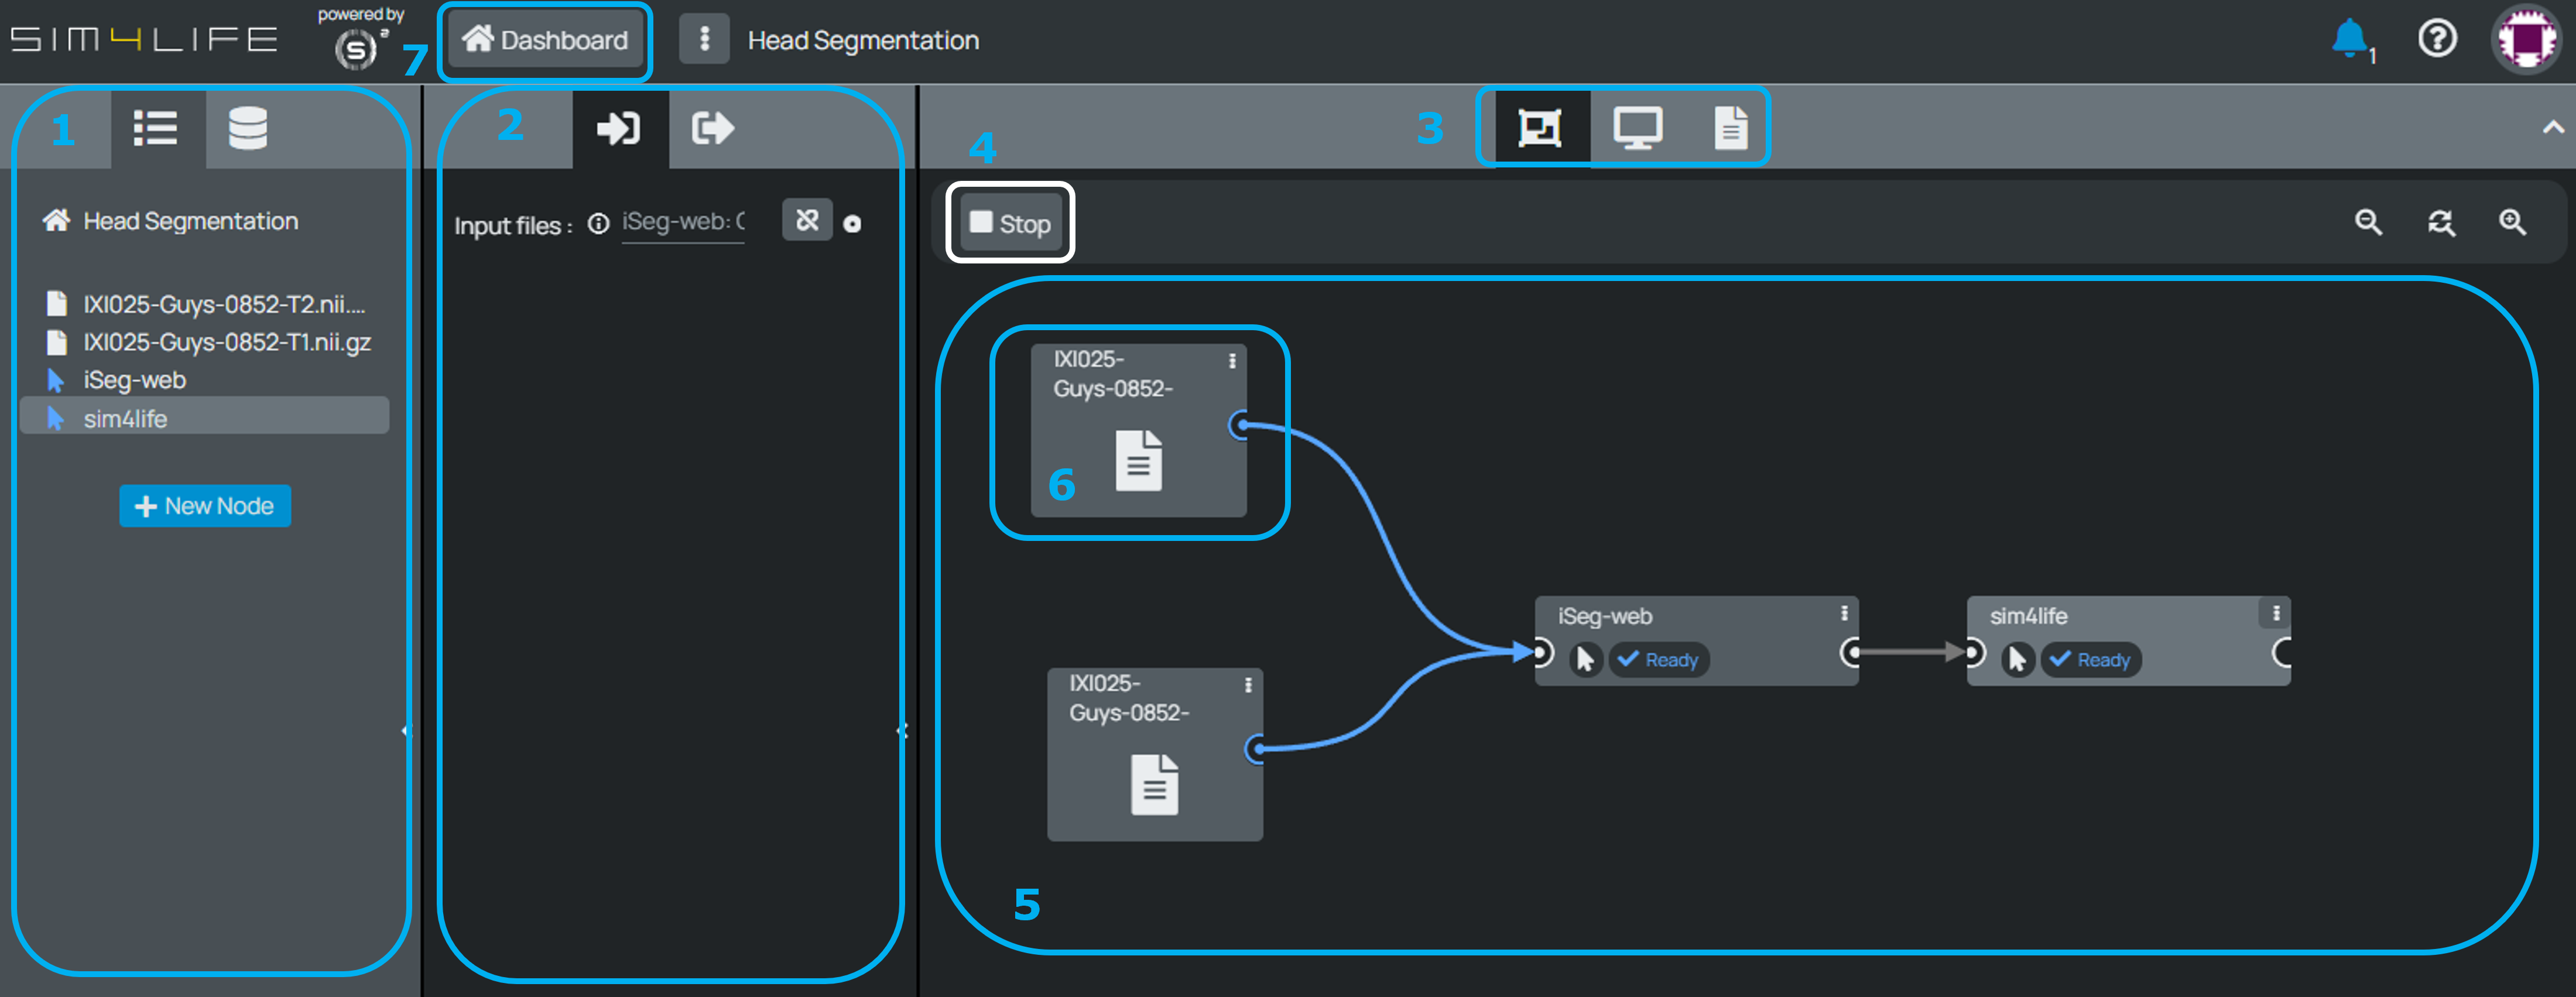 powered by
SIM4LIFE
S
2
7
Dashboard
Head Segmentation
1
1
2
3
4
Head Segmentation
Input files :
iSeg-web: 
Stop
IXI025-Guys-0852-T2.nii....
IXI025-Guys-0852-T1.nii.gz
iSeg-web
sim4life
New Node
IXI025-
Guys-0852-
6
iSeg-web
Ready
sim4life
Ready
IXI025-
Guys-0852-
5